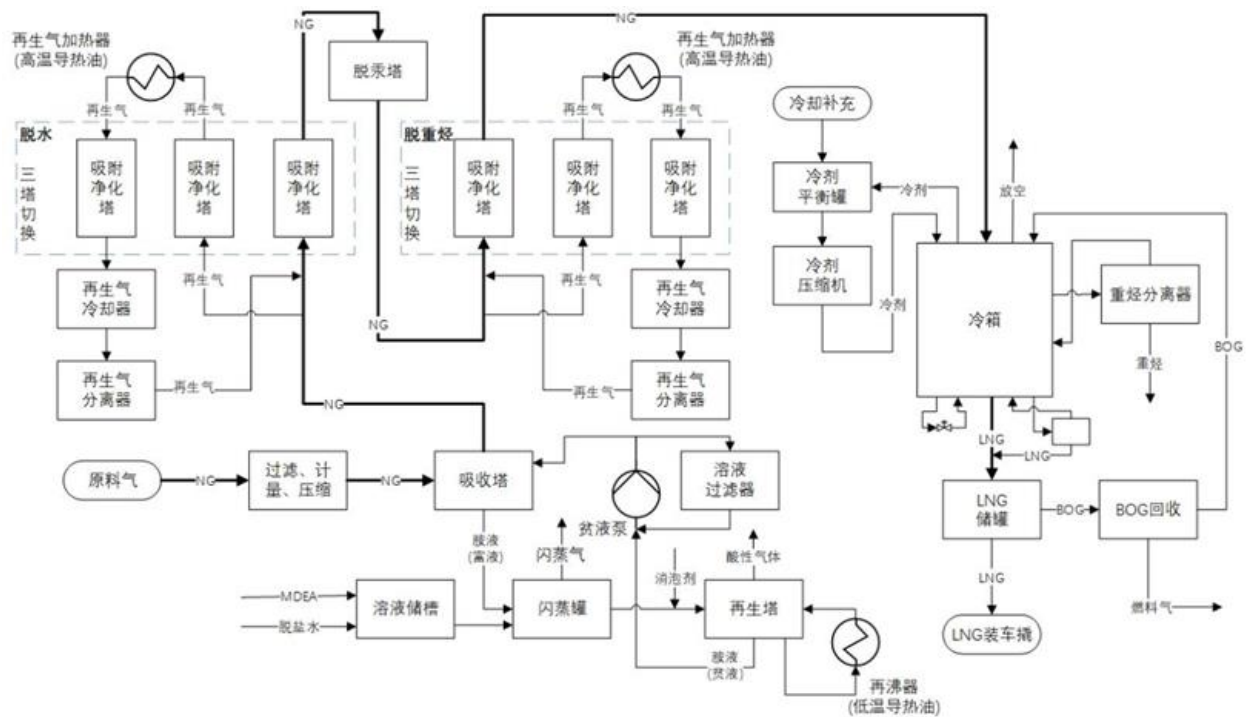 NG
NG
再生气加热器
(高温导热油)
脱汞塔
再生气加热器
(高温导热油)
再生气
再生气
再生气
再生气
冷却补充
脱水
三塔切换
吸附
净化
塔
吸附
净化
塔
吸附
净化
塔
脱重烃
三塔切换
吸附
净化
塔
吸附
净化
塔
吸附
净化
塔
冷剂
平衡罐
冷剂
放空
再生气
冷却器
再生气
NG
再生气
再生气
冷却器
冷剂
压缩机
冷剂
冷箱
重烃分离器
BOG
重烃
再生气
分离器
再生气
NG
再生气
再生气
分离器
LNG
LNG
原料气
NG
过滤、计
量、压缩
NG
吸收塔
贫液泵
溶液
过滤器
LNG
储罐
BOG
BOG回收
胺液
(富液)
闪蒸气
消泡剂
酸性气体
LNG
燃料气
MDEA
脱盐水
溶液储槽
闪蒸罐
再生塔
LNG装车撬
胺液
(贫液)
再沸器
(低温导热油)